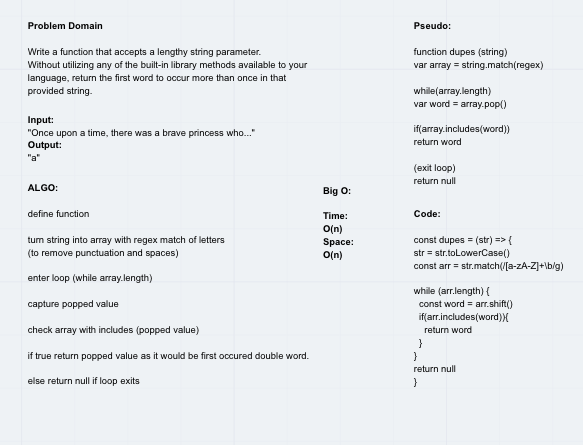 Problem Domain
Write a function that accepts a lengthy string parameter.
Without utilizing any of the built-in library methods available to your
language, return the first word to occur more than once in that
provided string.
Input:
"Once upon a time, there was a brave princess who..."
Output:
"a"
ALGO:
define function
turn string into array with regex match of letters
(to remove punctuation and spaces)
enter loop (while array.length)
capture popped value
check array with includes (popped value)
if true return popped value as it would be first occured double word.
else return null if loop exits
Big O:
Time:
O(n)
Space:
O(n)
Pseudo:
function dupes (string)
var array = string.match(regex)
while(array.length)
var word = array.pop()
if(array.includes(word))
return word
(exit loop)
return null
Code:
const dupes = (str) => {
str = str.toLowerCase()
const arr = str.match(/[a-zA-Z]+\b/g)
while (arr.length) {
const word = arr.shift()
if(arr.includes(word)){
return word
}
}
return null
}